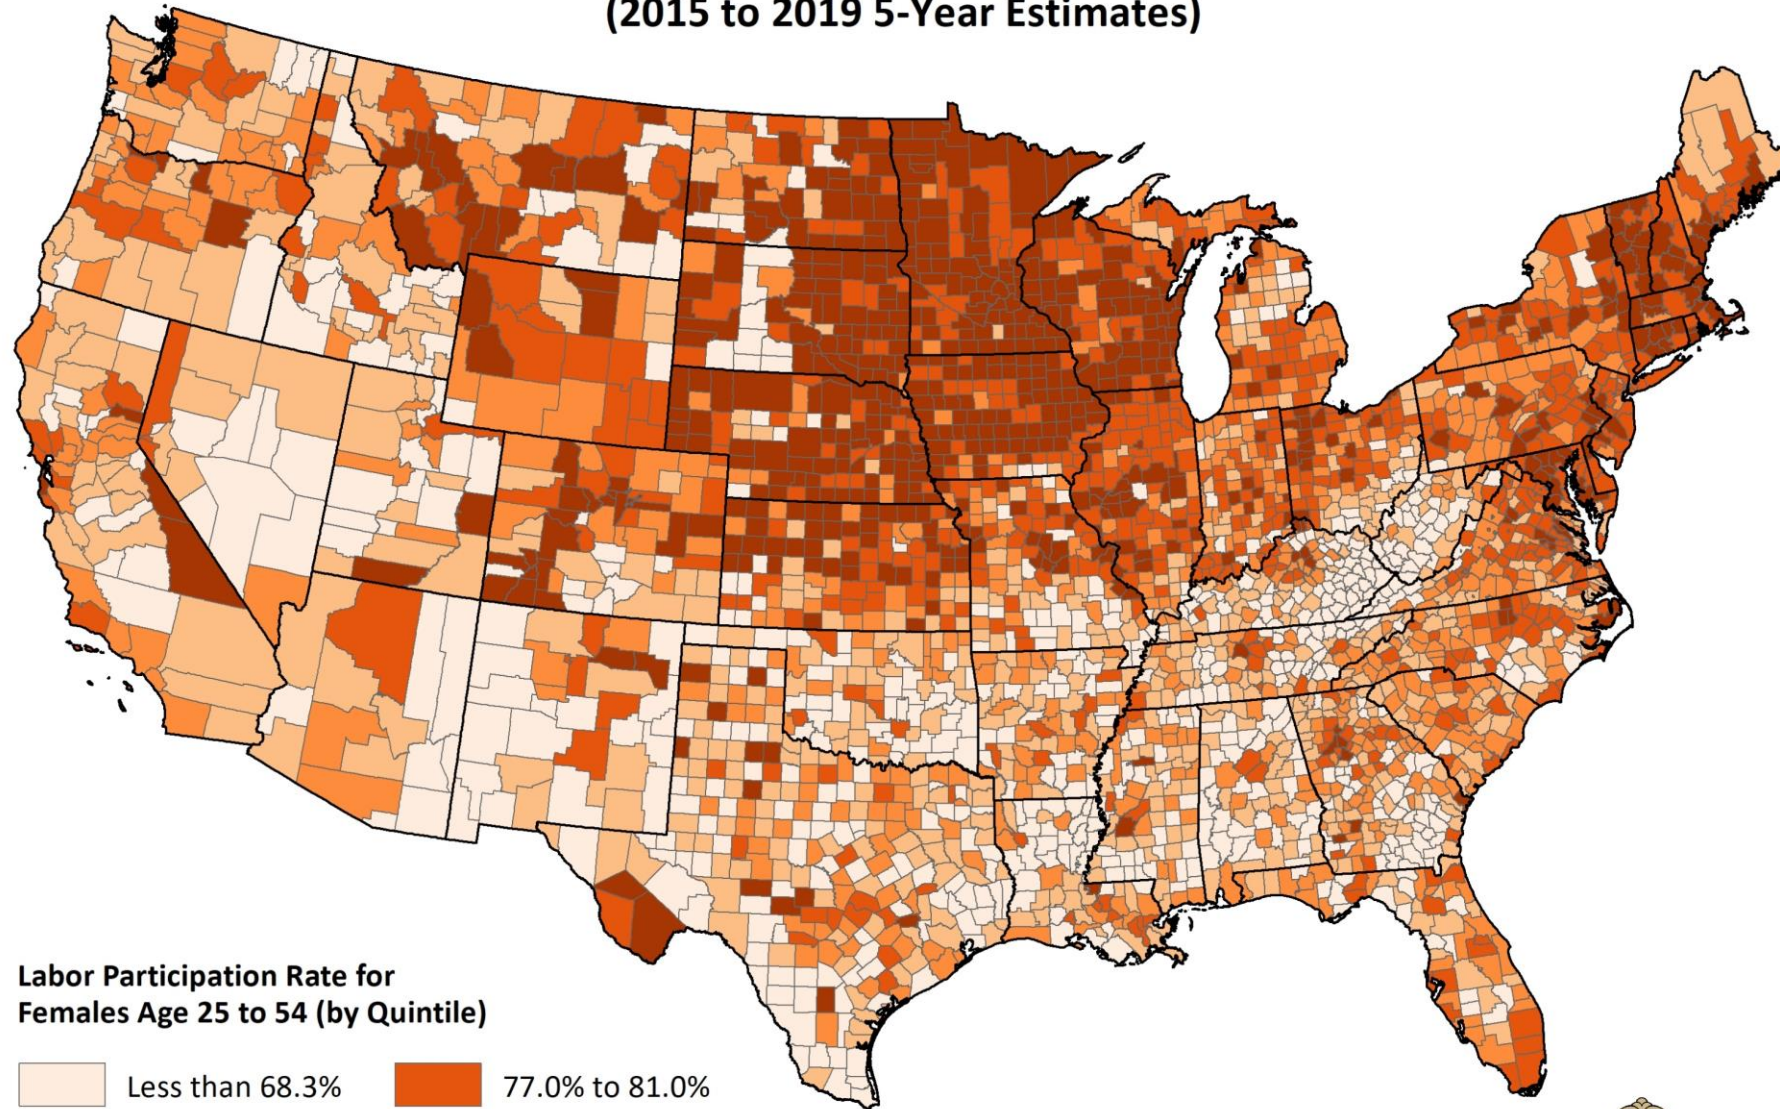 (2015 to 2019 5-Year Estimates)
Labor Participation Rate for
Females Age 25 to 54 (by Quintile)
Less than 68.3%
77.0% to 81.0%